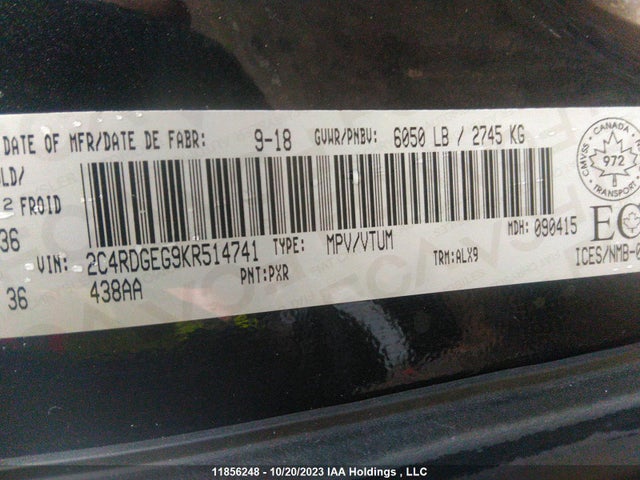 DATE OF MFR/DATE DE FABR: 9-18 GVWR/PNBV: 6050 LB / 2745 KG
LD/
2 FROID
36
VIN: 2C4RDGEG9KR514741 TYPE: MPV/VTUM MDH: 090415
PNT:PXR TRM:ALX9
36 438AA
CANADA
CMVSS
972
TRANSPORT
EC
ICES/NMB-0
11856248 - 10/20/2023 IAA Holdings , LLC